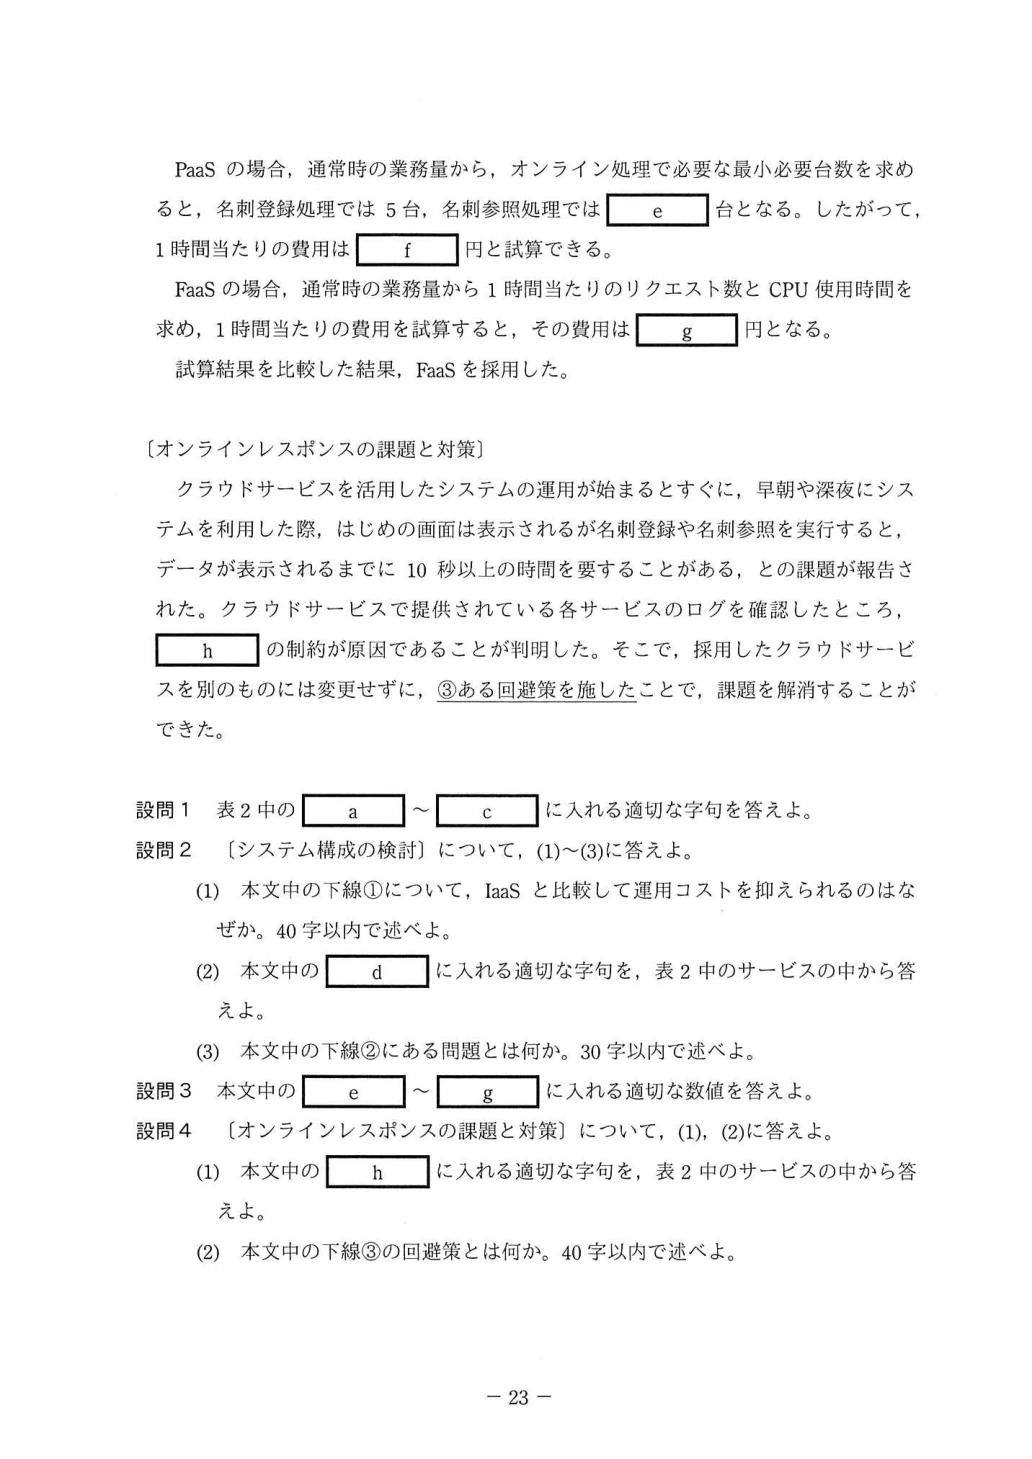 PaaS の場合，通常時の業務量から，オンライン処理で必要な最小必要台数を求め
ると，名刺登録処理では 5 台，名刺参照処理では e 台となる。したがって，
1 時間当たりの費用は f 円と試算できる。
FaaS の場合，通常時の業務量から 1 時間当たりのリクエスト数と CPU 使用時間を
求め，1 時間当たりの費用を試算すると，その費用は g 円となる。
試算結果を比較した結果，FaaS を採用した。
〔オンラインレスポンスの課題と対策〕
クラウドサービスを活用したシステムの運用が始まるとすぐに，早朝や深夜にシス
テムを利用した際，はじめの画面は表示されるが名刺登録や名刺参照を実行すると，
データが表示されるまでに 10 秒以上の時間を要することがある，との課題が報告さ
れた。クラウドサービスで提供されている各サービスのログを確認したところ，
h の制約が原因であることが判明した。そこで，採用したクラウドサービ
スを別のものには変更せずに，③ある回避策を施したことで，課題を解消することが
できた。
設問1 表 2 中の a ～ c に入れる適切な字句を答えよ。
設問2 〔システム構成の検討〕について，(1)～(3)に答えよ。
(1) 本文中の下線①について，IaaS と比較して運用コストを抑えられるのはな
ぜか。40 字以内で述べよ。
(2) 本文中の d に入れる適切な字句を，表 2 中のサービスの中から答
えよ。
(3) 本文中の下線②にある問題とは何か。30 字以内で述べよ。
設問3 本文中の e ～ g に入れる適切な数値を答えよ。
設問4 〔オンラインレスポンスの課題と対策〕について，(1)，(2)に答えよ。
(1) 本文中の h に入れる適切な字句を，表 2 中のサービスの中から答
えよ。
(2) 本文中の下線③の回避策とは何か。40 字以内で述べよ。
－ 23 －